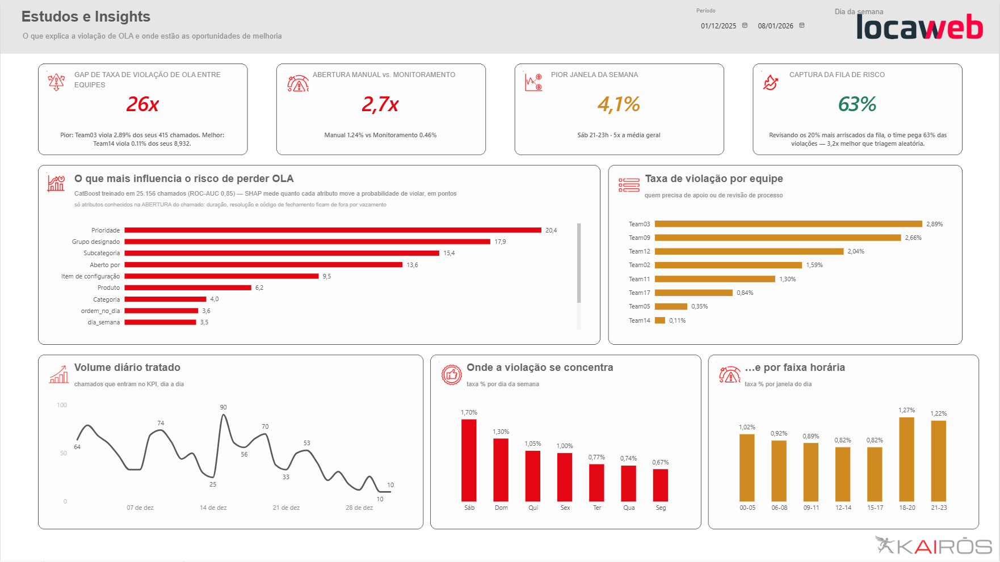 Estudos e Insights
O que explica a violação de OLA e onde estão as oportunidades de melhoria
Período
01/12/2025
08/01/2026
Dia da semana
locaweb
GAP DE TAXA DE VIOLAÇÃO DE OLA ENTRE
EQUIPES
26x
Pior: Team03 viola 2.89% dos seus 415 chamados. Melhor:
Team14 viola 0.11% dos seus 8,932.
ABERTURA MANUAL vs. MONITORAMENTO
2,7x
Manual 1.24% vs Monitoramento 0.46%
PIOR JANELA DA SEMANA
4,1%
Sáb 21-23h · 5x a média geral
CAPTURA DA FILA DE RISCO
63%
Revisando os 20% mais arriscados da fila, o time pega 63% das
violações — 3,2x melhor que triagem aleatória.
O que mais influencia o risco de perder OLA
CatBoost treinado em 25.156 chamados (ROC-AUC 0,85) — SHAP mede quanto cada atributo move a probabilidade de violar, em pontos
só atributos conhecidos na ABERTURA do chamado: duração, resolução e código de fechamento ficam de fora por vazamento
Prioridade 20,4
Grupo designado 17,9
Subcategoria 15,4
Aberto por 13,6
Item de configuração 9,5
Produto 6,2
Categoria 4,0
ordem_no_dia 3,6
dia_semana 3,5
Taxa de violação por equipe
quem precisa de apoio ou de revisão de processo
Team03 2,89%
Team09 2,66%
Team12 2,04%
Team02 1,59%
Team11 1,30%
Team17 0,84%
Team05 0,35%
Team14 0,11%
Volume diário tratado
chamados que entram no KPI, dia a dia
100
50
0
64
74
25
90
56
70
33
53
10
10
07 de dez
14 de dez
21 de dez
28 de dez
Onde a violação se concentra
taxa % por dia da semana
1,70%
1,30%
1,05%
1,00%
0,77%
0,74%
0,67%
Sáb
Dom
Qui
Sex
Ter
Qua
Seg
...e por faixa horária
taxa % por janela do dia
1,02%
0,92%
0,89%
0,82%
0,82%
1,27%
1,22%
00-05
06-08
09-11
12-14
15-17
18-20
21-23
KAIRÓS